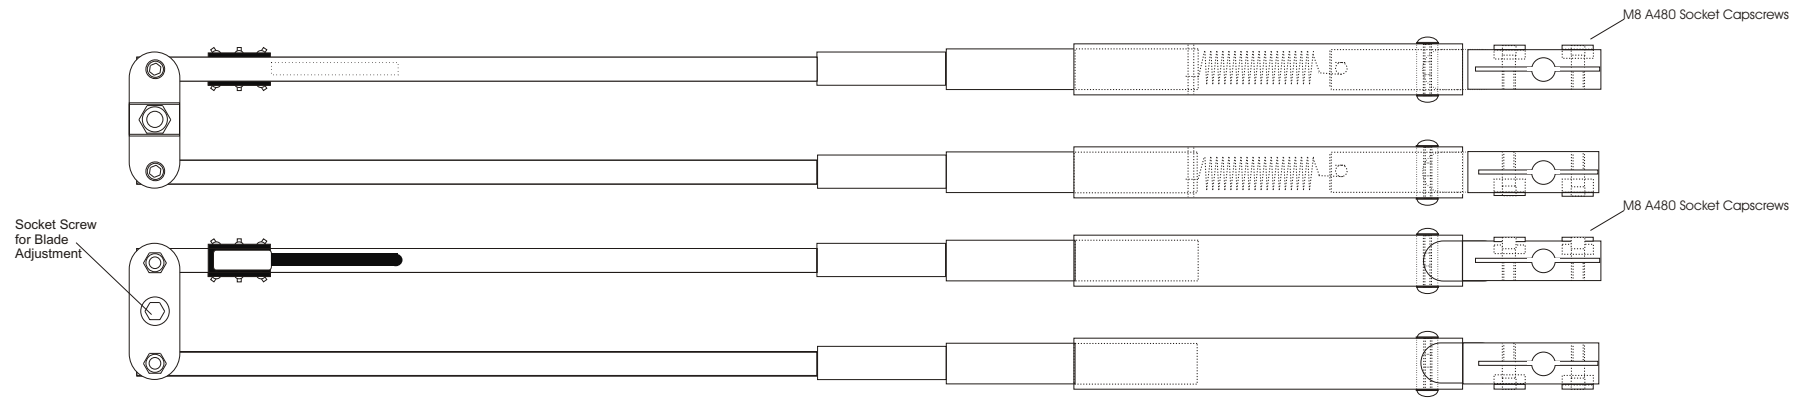 M8 A480 Socket Capscrews
M8 A480 Socket Capscrews
Socket Screw
for Blade
Adjustment